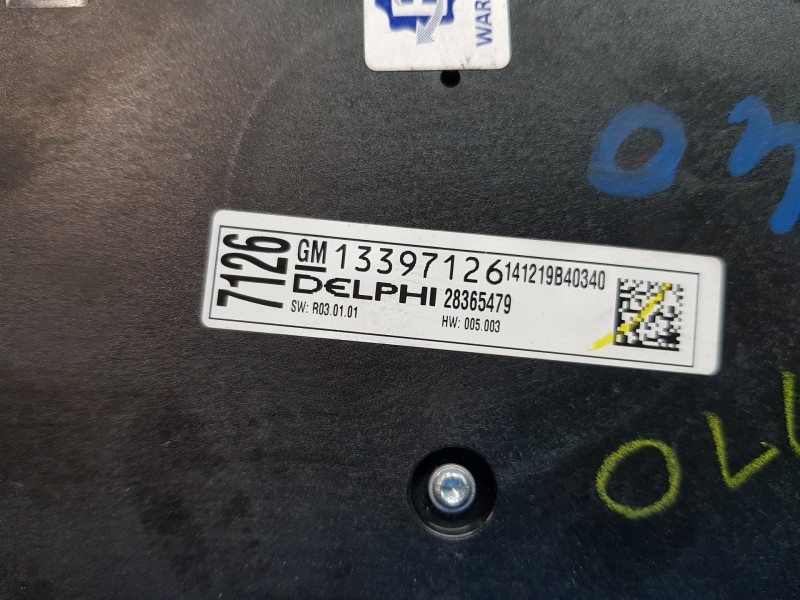 WAR
7126
GM 13397126 141219B40340
DELPHI 28365479
SW: R03.01.01 HW: 005.003